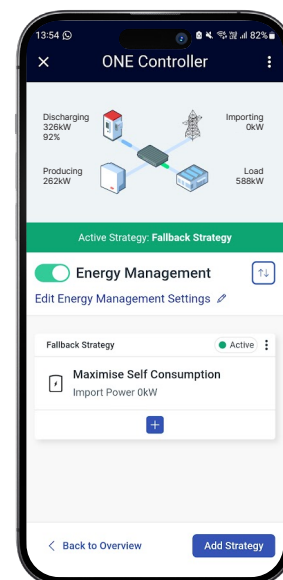 13:54 82%
ONE Controller
Discharging
326kW
92%
Importing
0kW
Producing
262kW
Load
588kW
Active Strategy: Fallback Strategy
Energy Management
Edit Energy Management Settings
Fallback Strategy Active
Maximise Self Consumption
Import Power 0kW
Back to Overview Add Strategy